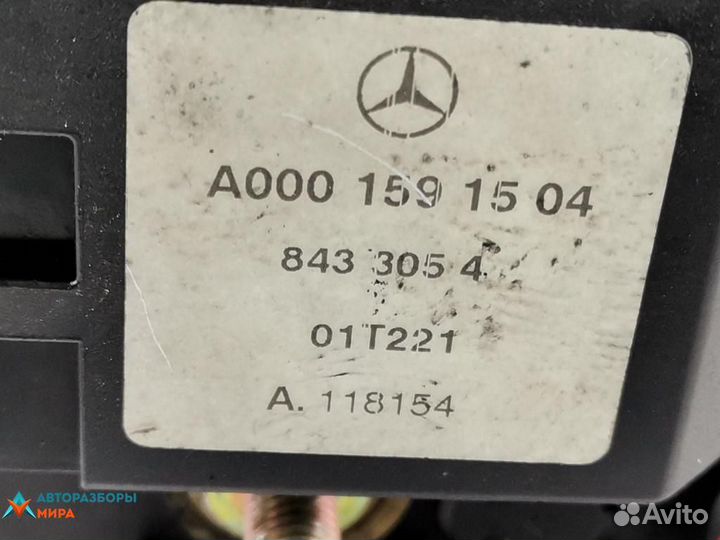 A000 159 15 04
843 305 4
01T221
A. 118154
АВТОРАЗБОРЫ
МИРА
Avito